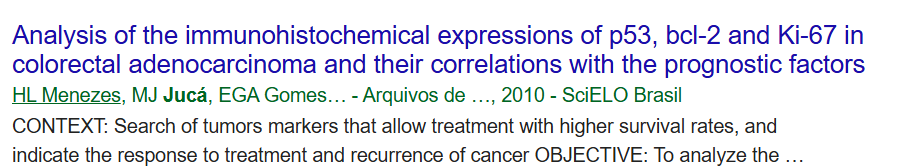 Analysis of the immunohistochemical expressions of p53, bcl-2 and Ki-67 in
colorectal adenocarcinoma and their correlations with the prognostic factors
HL Menezes, MJ Jucá, EGA Gomes… - Arquivos de …, 2010 - SciELO Brasil
CONTEXT: Search of tumors markers that allow treatment with higher survival rates, and
indicate the response to treatment and recurrence of cancer OBJECTIVE: To analyze the …